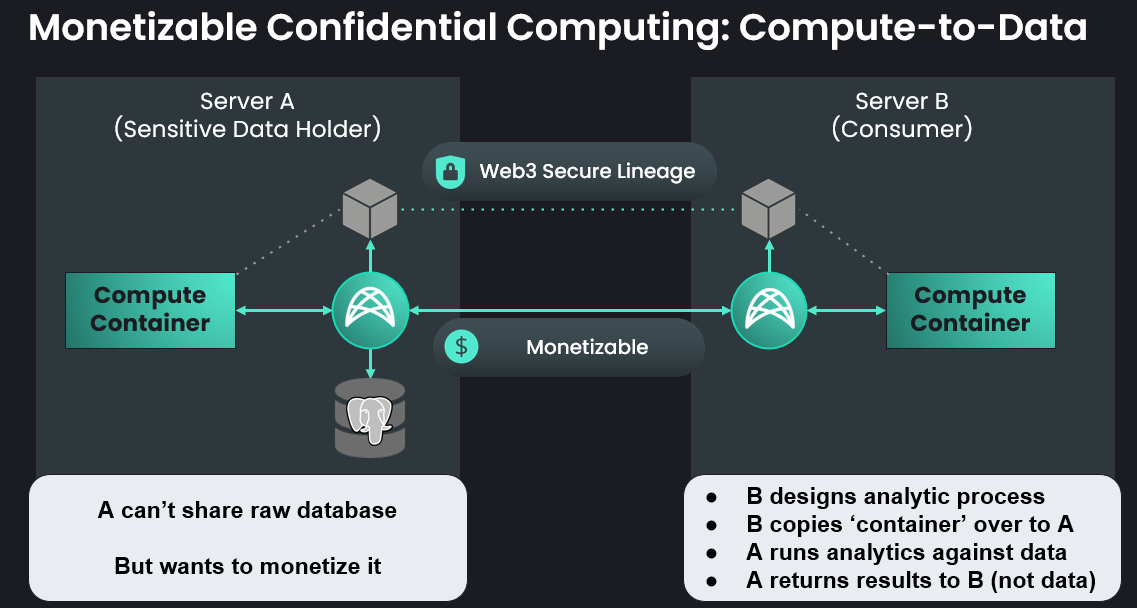 Monetizable Confidential Computing: Compute-to-Data
Server A
(Sensitive Data Holder)
Server B
(Consumer)
Web3 Secure Lineage
Compute
Container
Compute
Container
$
Monetizable
A can’t share raw database
But wants to monetize it
● B designs analytic process
● B copies ‘container’ over to A
● A runs analytics against data
● A returns results to B (not data)